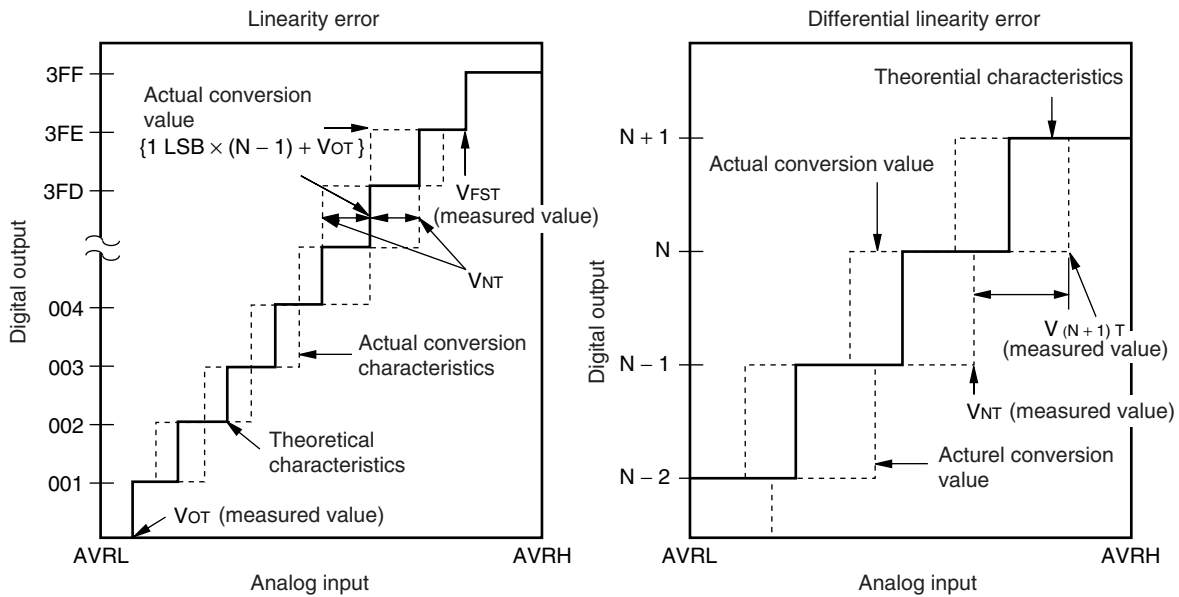 Linearity error
3FF
3FE
3FD
004
003
002
001
Digital output
Actual conversion
value
{1 LSB × (N − 1) + VOT }
VFST
(measured value)
VNT
Actual conversion
characteristics
Theoretical
characteristics
VOT (measured value)
AVRL
AVRH
Analog input
Differential linearity error
N + 1
N
N − 1
N − 2
Digital output
Theorential characteristics
Actual conversion value
V (N + 1) T
(measured value)
VNT (measured value)
Acturel conversion
value
AVRL
AVRH
Analog input